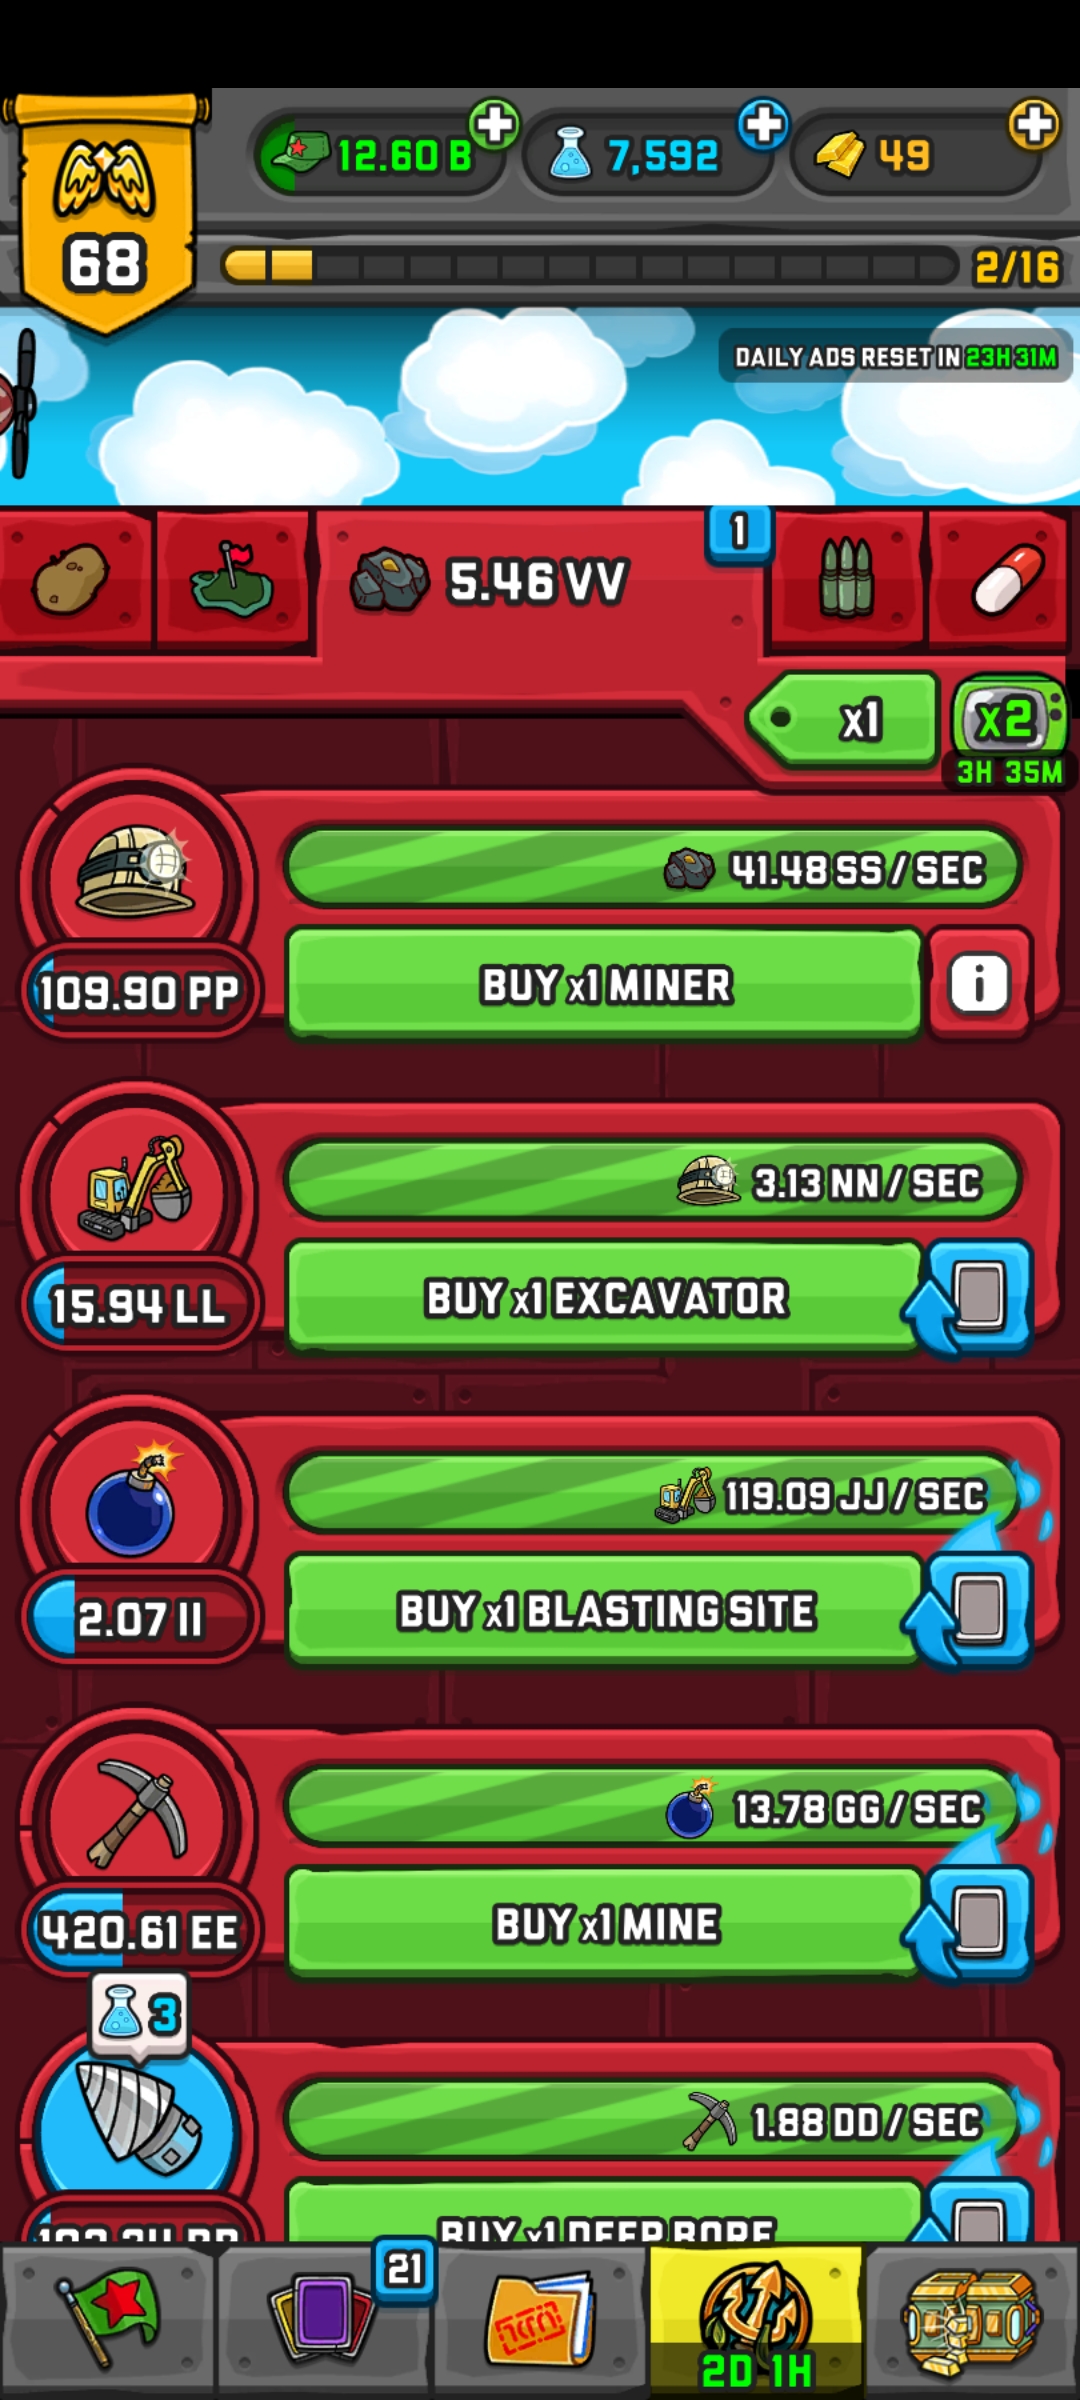 12.60 B
7,592
49
68
2/16
DAILY ADS RESET IN 23H 31M
5.46 VV
1
x1
x2
3H 35M
41.48 SS / SEC
109.90 PP
BUY x1 MINER
i
3.13 NN / SEC
15.94 LL
BUY x1 EXCAVATOR
119.09 JJ / SEC
2.07 II
BUY x1 BLASTING SITE
13.78 GG / SEC
420.61 EE
BUY x1 MINE
3
1.88 DD / SEC
BUY x1 DEEP BORE
21
2D 1H